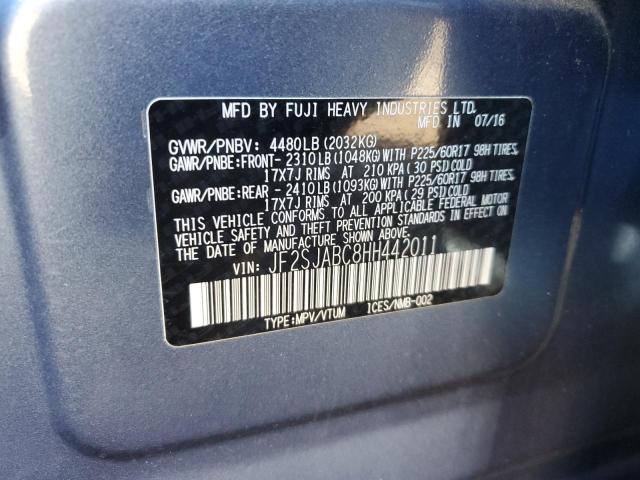 MFD BY FUJI HEAVY INDUSTRIES LTD.
MFD IN 07/16
GVWR/PNBV: 4480LB(2032KG)
GAWR/PNBE:FRONT- 2310LB(1048KG)WITH P225/60R17 98H TIRES,
17X7J RIMS AT 210 KPA(30 PSI)COLD
GAWR/PNBE:REAR - 2410LB(1093KG)WITH P225/60R17 98H TIRES,
17X7J RIMS AT 200 KPA(29 PSI)COLD
THIS VEHICLE CONFORMS TO ALL APPLICABLE FEDERAL MOTOR
VEHICLE SAFETY AND THEFT PREVENTION STANDARDS IN EFFECT ON
THE DATE OF MANUFACTURE SHOWN ABOVE.
VIN: JF2SJABC8HH442011
TYPE:MPV/VTUM ICES/NMB-002